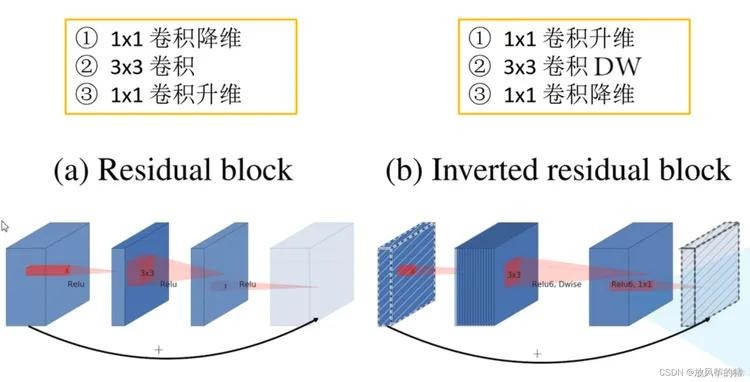 ① 1x1 卷积降维
② 3x3 卷积
③ 1x1 卷积升维
① 1x1 卷积升维
② 3x3 卷积 DW
③ 1x1 卷积降维
(a) Residual block
(b) Inverted residual block
Relu
3x3
Relu
Relu
+
3x3
Relu6, Dwise
Relu6, 1x1
+
CSDN @放风筝的猪